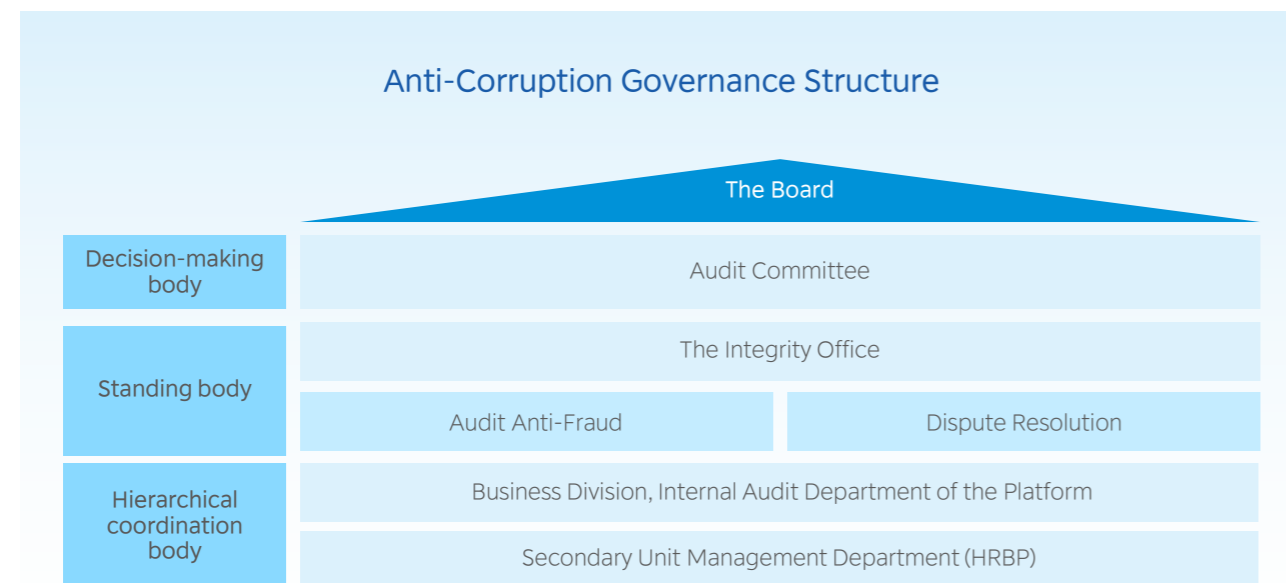 Anti-Corruption Governance Structure
The Board
Decision-making
body
Audit Committee
Standing body
The Integrity Office
Audit Anti-Fraud
Dispute Resolution
Hierarchical
coordination
body
Business Division, Internal Audit Department of the Platform
Secondary Unit Management Department (HRBP)